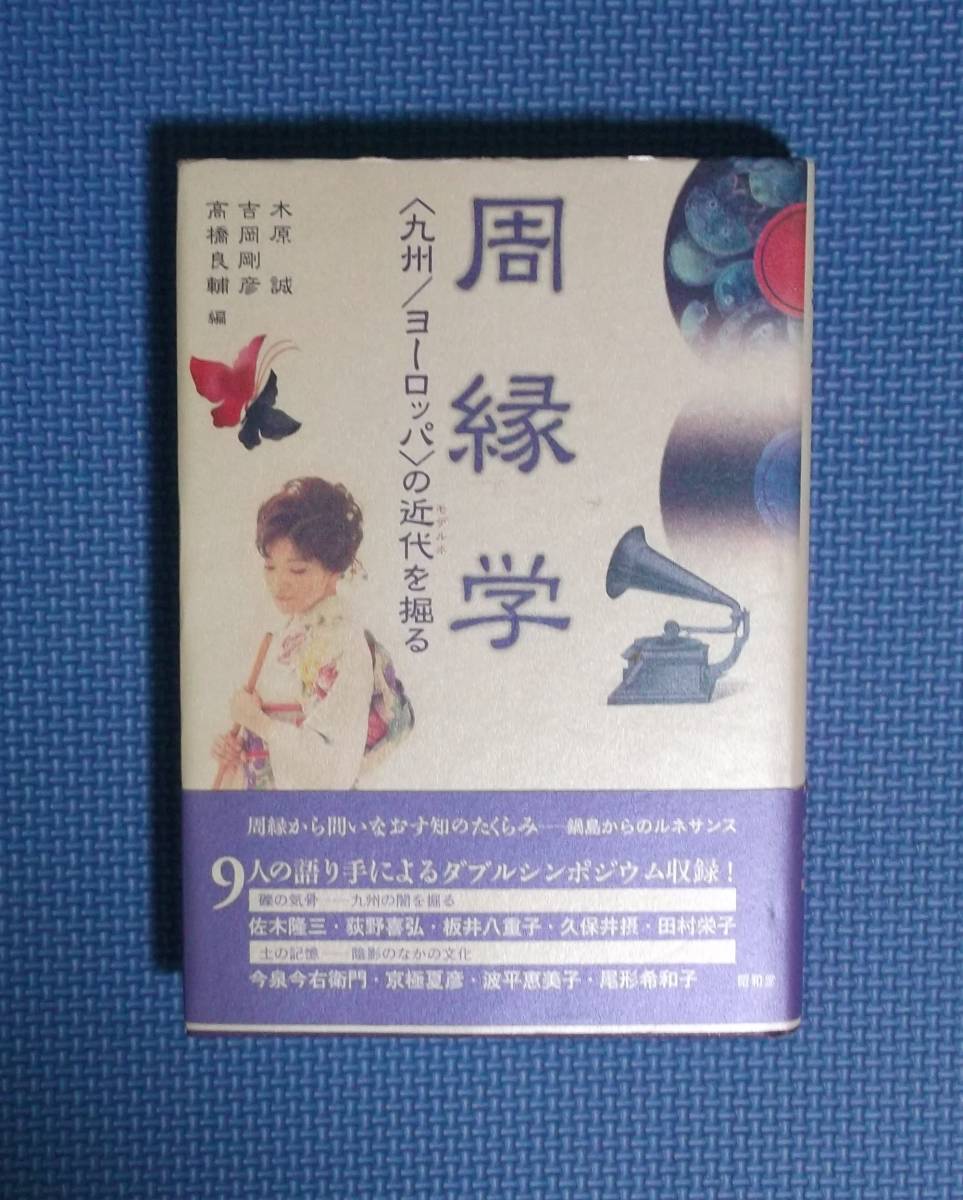 周縁学
〈九州/ヨーロッパ〉の近代を掘る
モデルネ
木原 誠
吉岡剛彦
高橋良輔
編
周縁から問いなおす知のたくらみ──鍋島からのルネサンス
9人の語り手によるダブルシンポジウム収録!
礫の気骨──九州の闇を掘る
佐木隆三・荻野喜弘・板井八重子・久保井摂・田村栄子
土の記憶──陰影のなかの文化
今泉今右衛門・京極夏彦・波平恵美子・尾形希和子
昭和堂